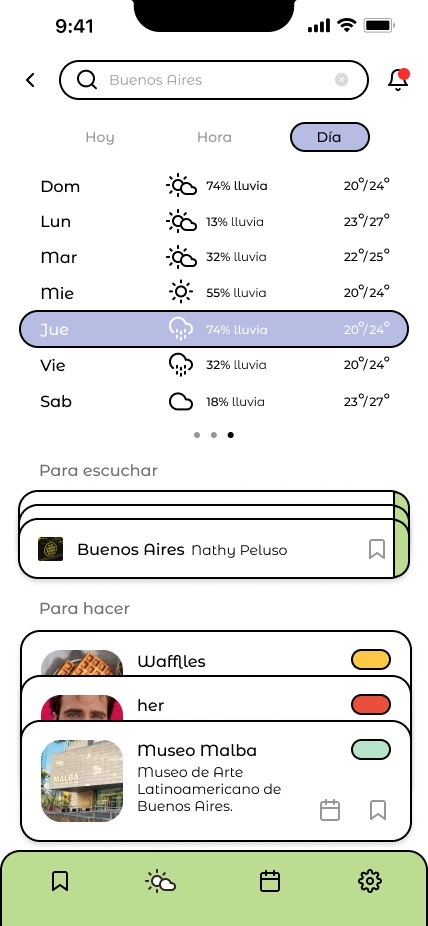 9:41
Buenos Aires
Hoy Hora Día
Dom 74% lluvia 20°/24°
Lun 13% lluvia 23°/27°
Mar 32% lluvia 22°/25°
Mie 55% lluvia 20°/24°
Jue 74% lluvia 20°/24°
Vie 32% lluvia 20°/24°
Sab 18% lluvia 23°/27°
Para escuchar
Buenos Aires Nathy Peluso
Para hacer
Waffles
her
Museo Malba
MALBA
Museo de Arte
Latinoamericano de
Buenos Aires.